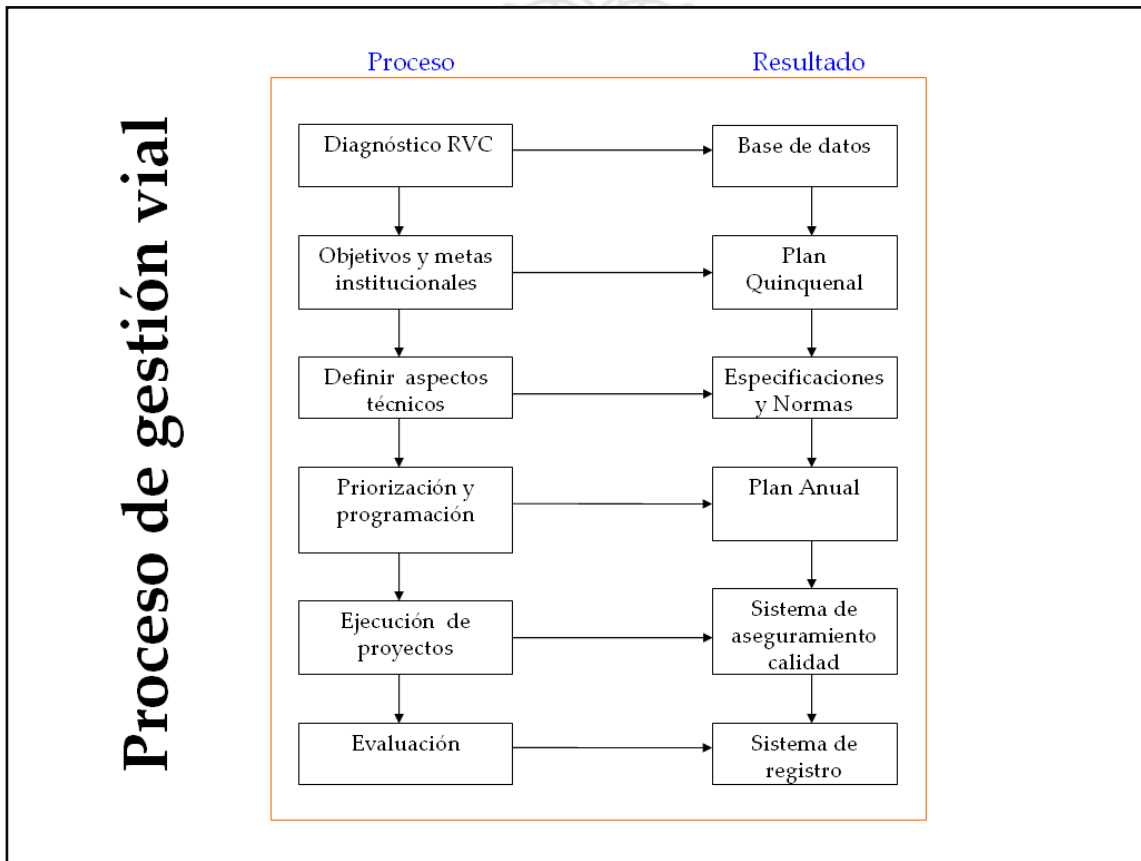 Proceso de gestión vial
Proceso
Resultado
Diagnóstico RVC
Base de datos
Objetivos y metas
institucionales
Plan
Quinquenal
Definir aspectos
técnicos
Especificaciones
y Normas
Priorización y
programación
Plan Anual
Ejecución de
proyectos
Sistema de
aseguramiento
calidad
Evaluación
Sistema de
registro